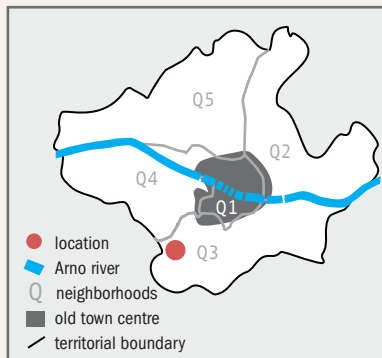 Q5
Q2
Q4
Q1
Q3
location
Arno river
Q neighborhoods
old town centre
territorial boundary